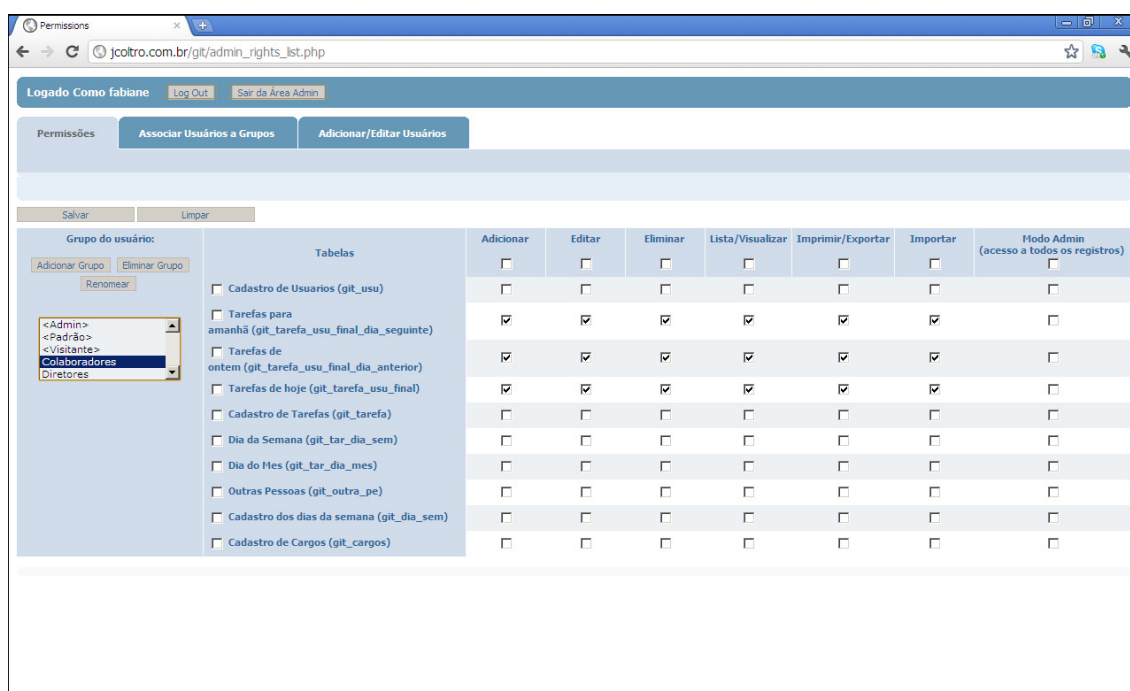 Permissions
jcoltro.com.br/git/admin_rights_list.php
Logado Como fabiane Log Out Sair da Área Admin
Permissões Associar Usuários a Grupos Adicionar/Editar Usuários
Salvar Limpar
Grupo do usuário:
Adicionar Grupo Eliminar Grupo
Renomear
<Admin>
<Padrão>
<Visitante>
Colaboradores
Diretores
Tabelas
Adicionar Editar Eliminar Lista/Visualizar Imprimir/Exportar Importar Modo Admin
(acesso a todos os registros)
Cadastro de Usuarios (git_usu)
Tarefas para
amanhã (git_tarefa_usu_final_dia_seguinte)
Tarefas de
ontem (git_tarefa_usu_final_dia_anterior)
Tarefas de hoje (git_tarefa_usu_final)
Cadastro de Tarefas (git_tarefa)
Dia da Semana (git_tar_dia_sem)
Dia do Mes (git_tar_dia_mes)
Outras Pessoas (git_outra_pe)
Cadastro dos dias da semana (git_dia_sem)
Cadastro de Cargos (git_cargos)